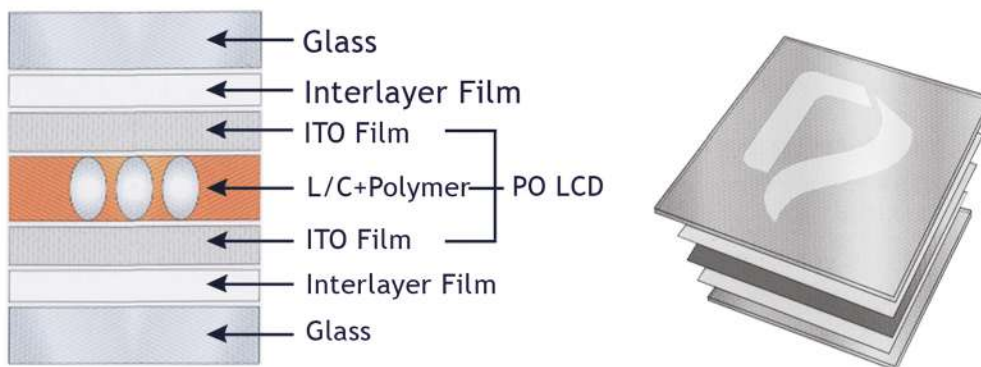 Glass
Interlayer Film
ITO Film
L/C+Polymer
PO LCD
ITO Film
Interlayer Film
Glass